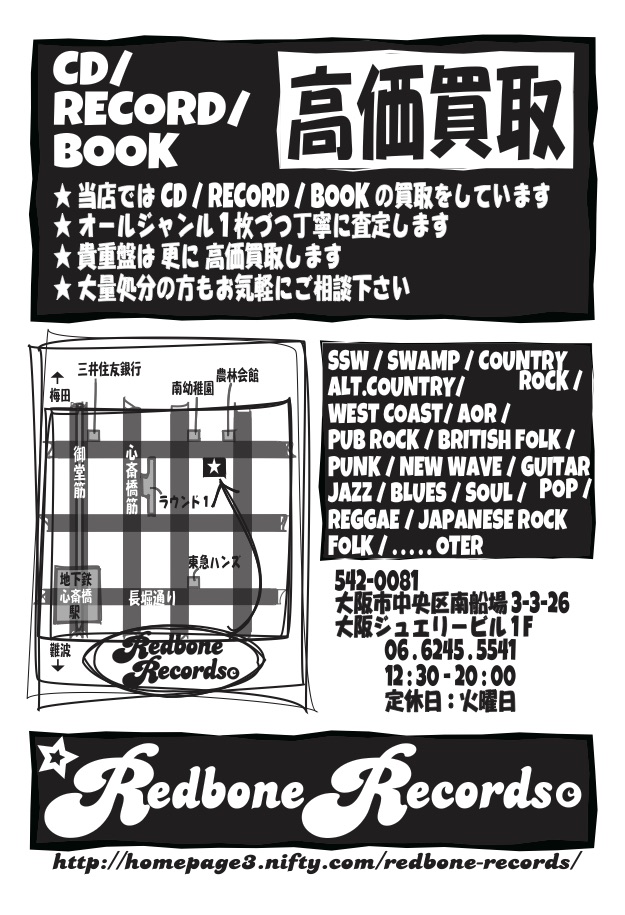 CD/
RECORD/
BOOK
高価買取
★ 当店では CD / RECORD / BOOK の買取をしています
★ オールジャンル 1 枚づつ丁寧に査定します
★ 貴重盤は 更に 高価買取します
★ 大量処分の方もお気軽にご相談下さい
三井住友銀行
梅田
南幼稚園
農林会館
御堂筋
心斎橋筋
★
ラウンド1
東急ハンズ
地下鉄
心斎橋
駅
長堀通り
難波
Redbone
Records©
SSW / SWAMP / COUNTRY
ALT.COUNTRY/ ROCK /
WEST COAST/ AOR /
PUB ROCK / BRITISH FOLK /
PUNK / NEW WAVE / GUITAR
JAZZ / BLUES / SOUL / POP /
REGGAE / JAPANESE ROCK
FOLK / . . . . . OTER
542-0081
大阪市中央区南船場 3-3-26
大阪ジュエリービル 1F
06 . 6245 . 5541
12 : 30 - 20 : 00
定休日：火曜日
Redbone Records©
http://homepage3.nifty.com/redbone-records/